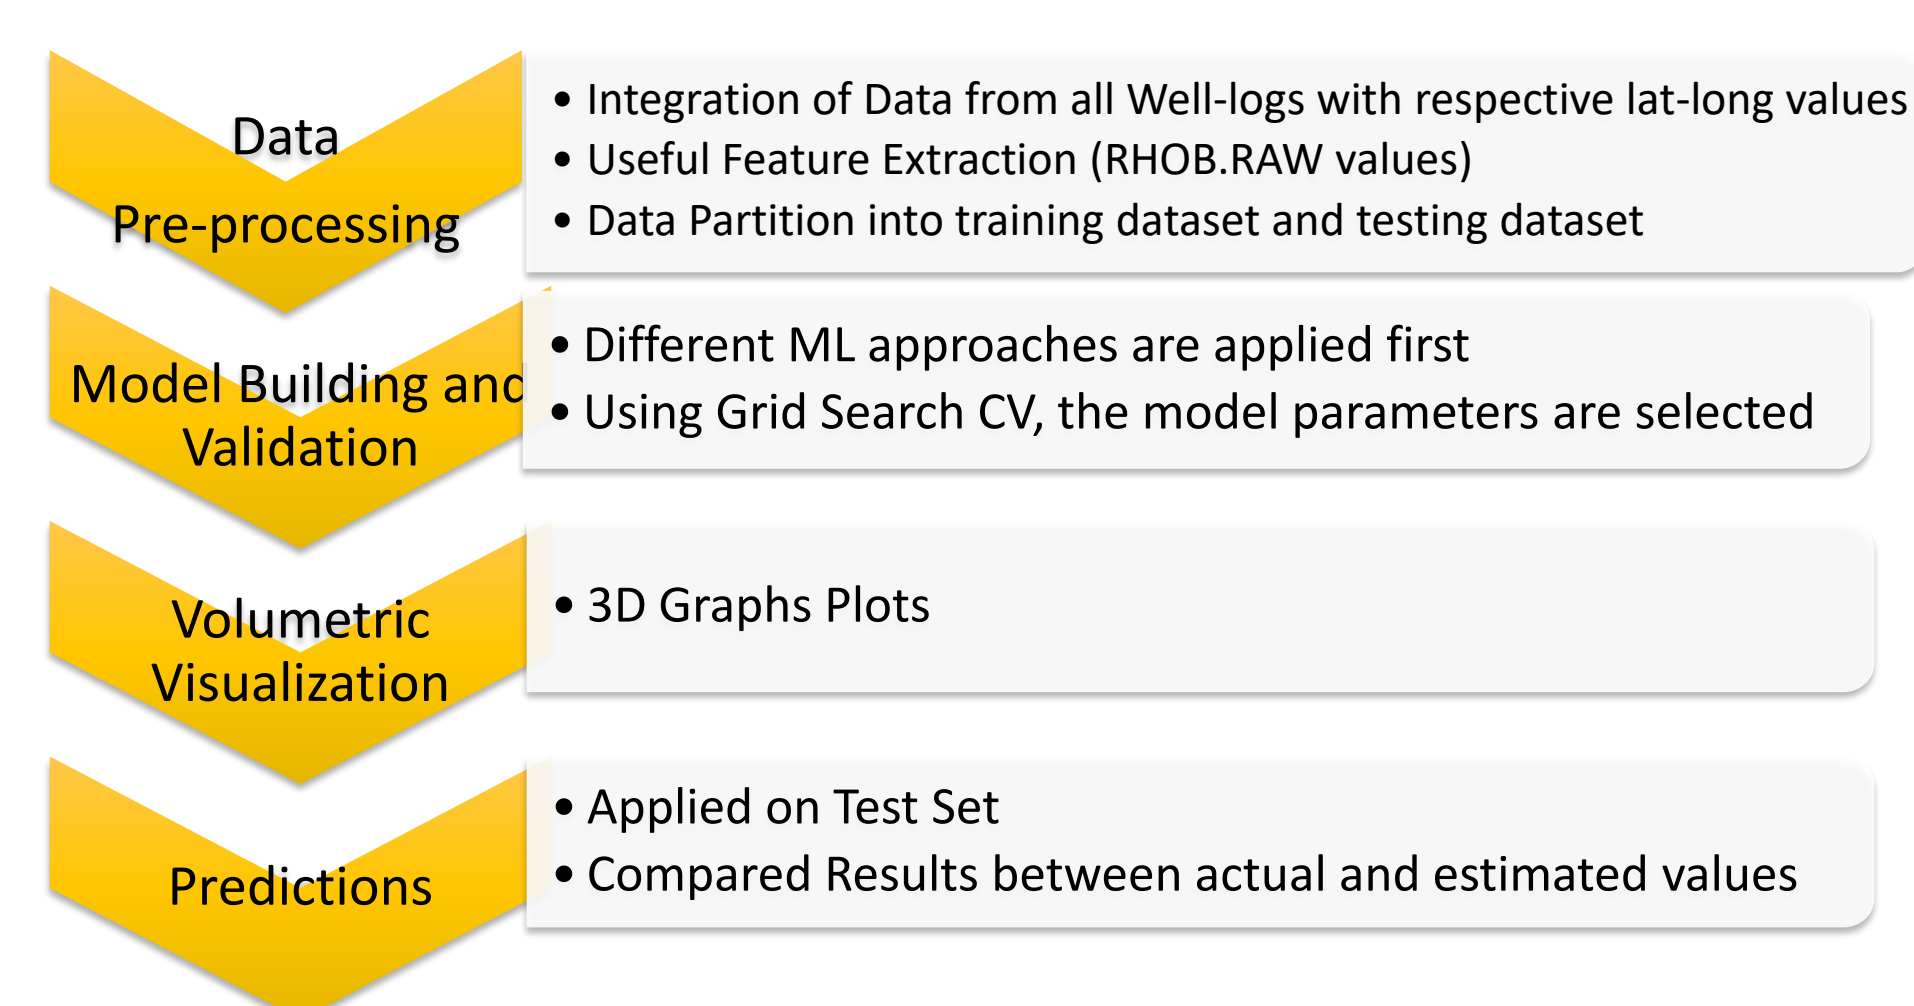 Data
Pre-processing
• Integration of Data from all Well-logs with respective lat-long values
• Useful Feature Extraction (RHOB.RAW values)
• Data Partition into training dataset and testing dataset
Model Building and
Validation
• Different ML approaches are applied first
• Using Grid Search CV, the model parameters are selected
Volumetric
Visualization
• 3D Graphs Plots
Predictions
• Applied on Test Set
• Compared Results between actual and estimated values